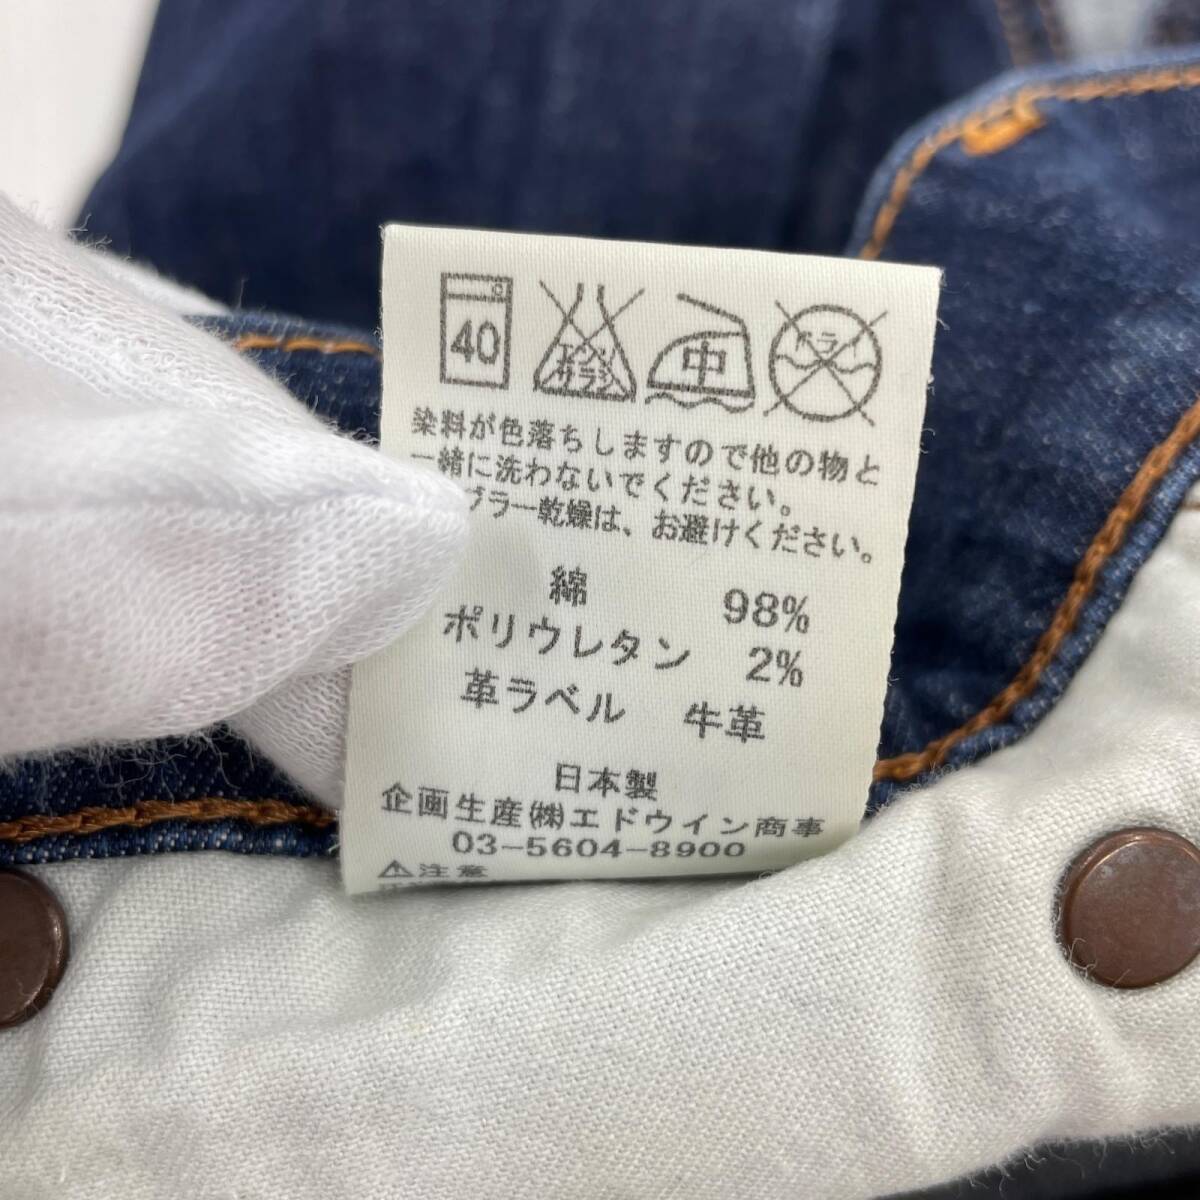 40
エンソ
サラシ
中
ドライ
染料が色落ちしますので他の物と
一緒に洗わないでください。
ブラー乾燥は、お避けください。
綿 98%
ポリウレタン 2%
革ラベル 牛革
日本製
企画生産㈱エドウイン商事
03-5604-8900
⚠注意